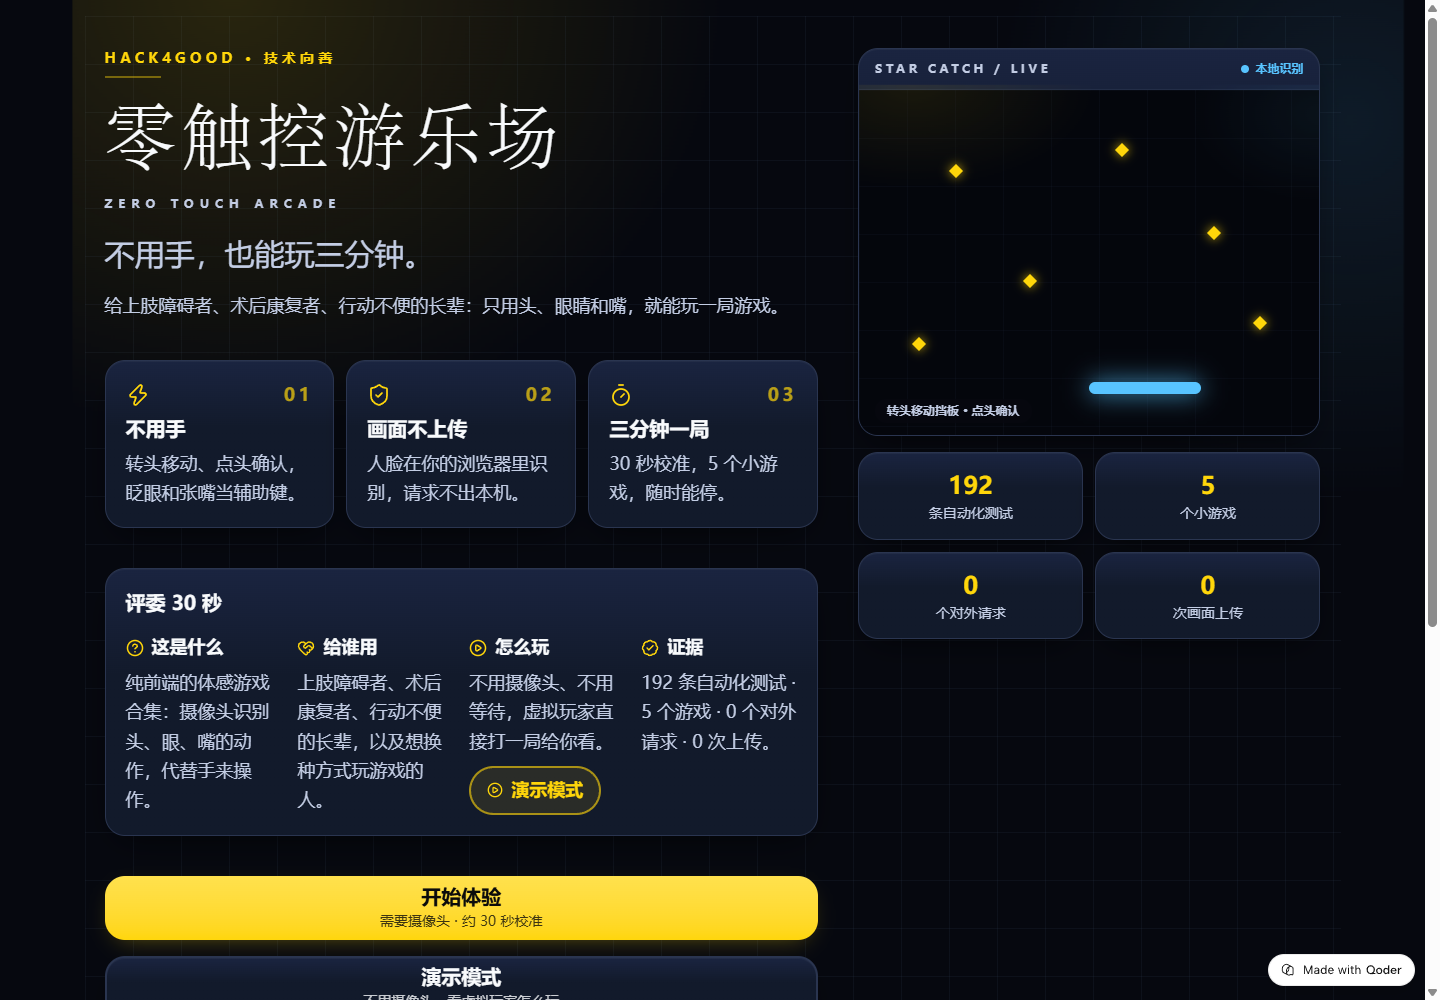 HACK4GOOD • 技术向善
零触控游乐场
ZERO TOUCH ARCADE
不用手，也能玩三分钟。
给上肢障碍者、术后康复者、行动不便的长辈：只用头、眼睛和嘴，就能玩一局游戏。
01
不用手
转头移动、点头确认，
眨眼和张嘴当辅助键。
02
画面不上传
人脸在你的浏览器里识
别，请求不出本机。
03
三分钟一局
30 秒校准，5 个小游
戏，随时能停。
评委 30 秒
这是什么
纯前端的体感游戏
合集：摄像头识别
头、眼、嘴的动
作，代替手来操
作。
给谁用
上肢障碍者、术后
康复者、行动不便
的长辈，以及想换
种方式玩游戏的
人。
怎么玩
不用摄像头、不用
等待，虚拟玩家直
接打一局给你看。
演示模式
证据
192 条自动化测试 ·
5 个游戏 · 0 个对外
请求 · 0 次上传。
开始体验
需要摄像头 · 约 30 秒校准
演示模式
不用摄像头，看虚拟玩家怎么玩
STAR CATCH / LIVE
本地识别
转头移动挡板 • 点头确认
192
条自动化测试
5
个小游戏
0
个对外请求
0
次画面上传
Made with Qoder